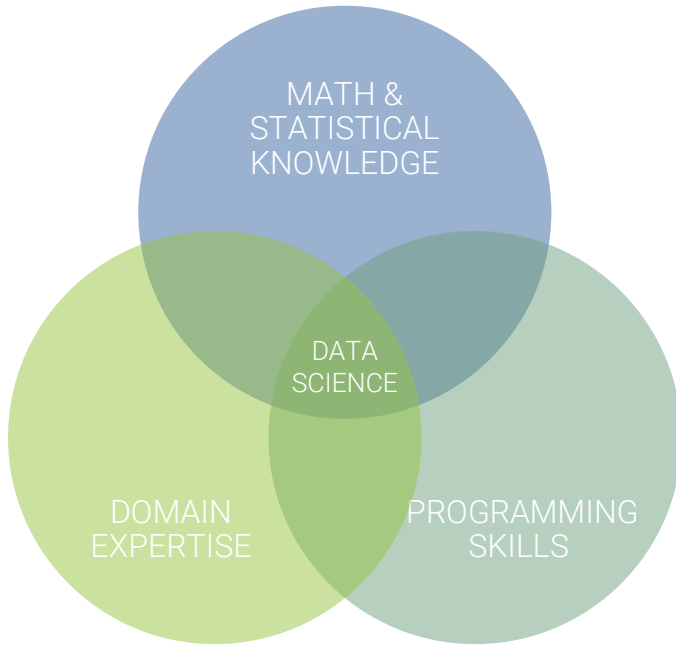 MATH &
STATISTICAL
KNOWLEDGE
DATA
SCIENCE
DOMAIN
EXPERTISE
PROGRAMMING
SKILLS